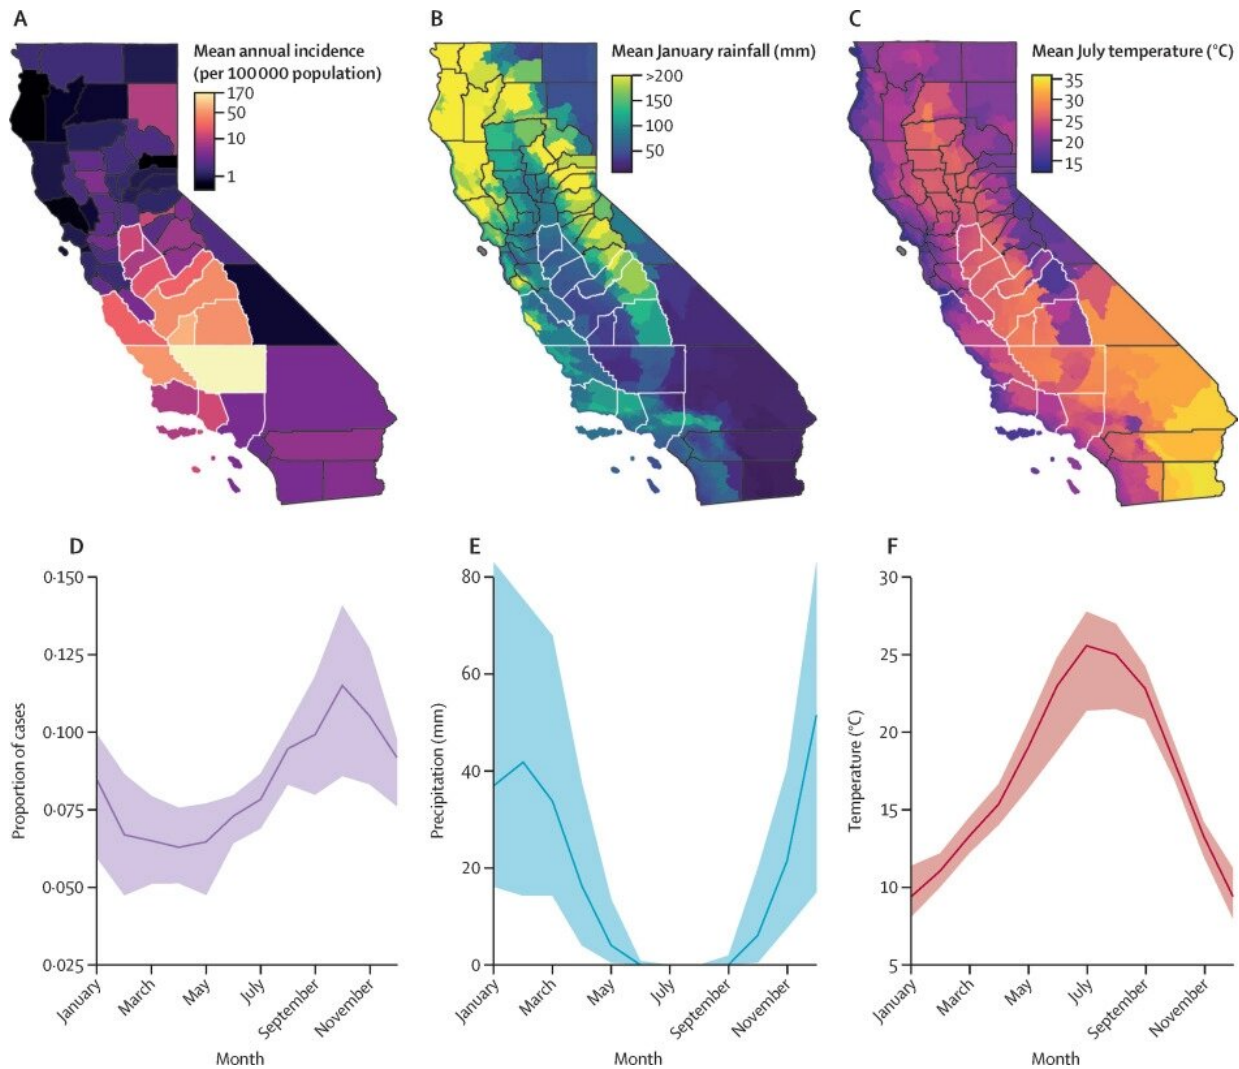 A
Mean annual incidence
(per 100 000 population)
170
50
10
1
B
Mean January rainfall (mm)
>200
150
100
50
C
Mean July temperature (°C)
35
30
25
20
15
D
0·150
0·125
0·100
0·075
0·050
0·025
Proportion of cases
January
March
May
July
September
November
Month
E
80
60
40
20
0
Precipitation (mm)
January
March
May
July
September
November
Month
F
30
25
20
15
10
5
Temperature (°C)
January
March
May
July
September
November
Month